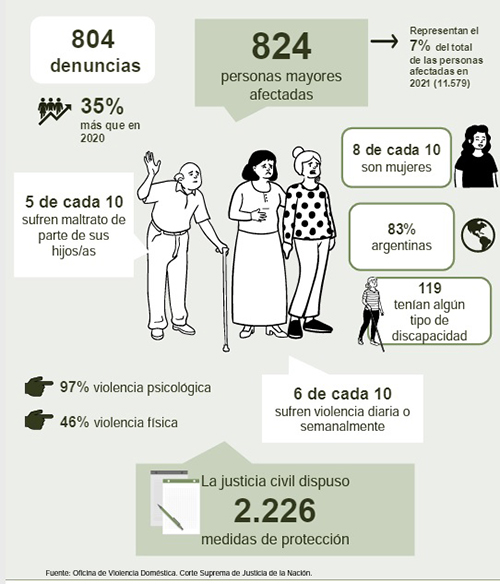 804
denuncias
35%
más que en
2020
824
personas mayores
afectadas
Representan el
7% del total
de las personas
afectadas en
2021 (11.579)
8 de cada 10
son mujeres
5 de cada 10
sufren maltrato de
parte de sus
hijos/as
83%
argentinas
119
tenían algún
tipo de
discapacidad
97% violencia psicológica
46% violencia física
6 de cada 10
sufren violencia diaria o
semanalmente
La justicia civil dispuso
2.226
medidas de protección
Fuente: Oficina de Violencia Doméstica. Corte Suprema de Justicia de la Nación.